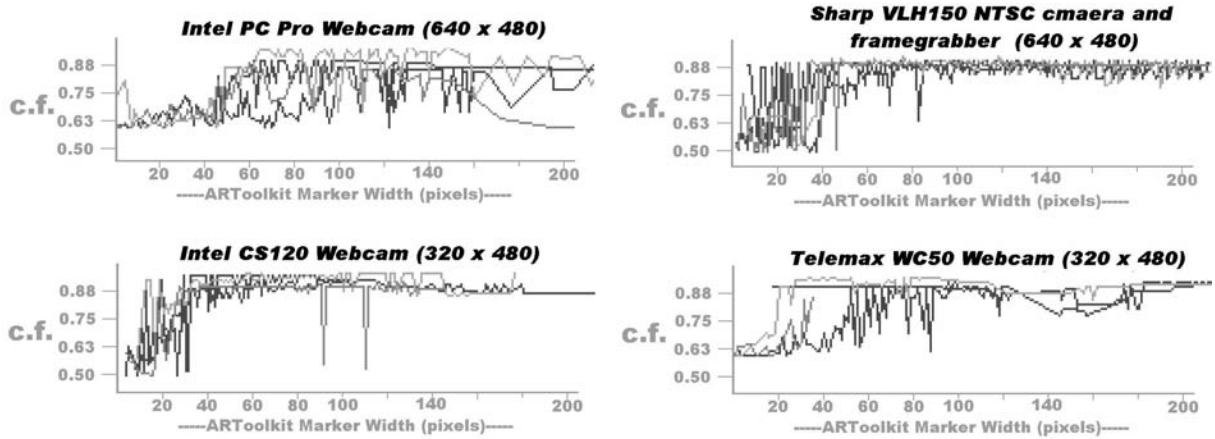 Intel PC Pro Webcam (640 x 480)
0.88
0.75
c.f.
0.63
0.50
20 40 60 80 100 140 200
-----ARToolkit Marker Width (pixels)-----
Sharp VLH150 NTSC cmaera and
framegrabber (640 x 480)
0.88
0.75
c.f.
0.63
0.50
20 40 60 80 100 140 200
-----ARToolkit Marker Width (pixels)-----
Intel CS120 Webcam (320 x 480)
0.88
0.75
c.f.
0.63
0.50
20 40 60 80 100 140 200
-----ARToolkit Marker Width (pixels)-----
Telemax WC50 Webcam (320 x 480)
0.88
0.75
c.f.
0.63
0.50
20 40 60 80 100 140 200
-----ARToolkit Marker Width (pixels)-----